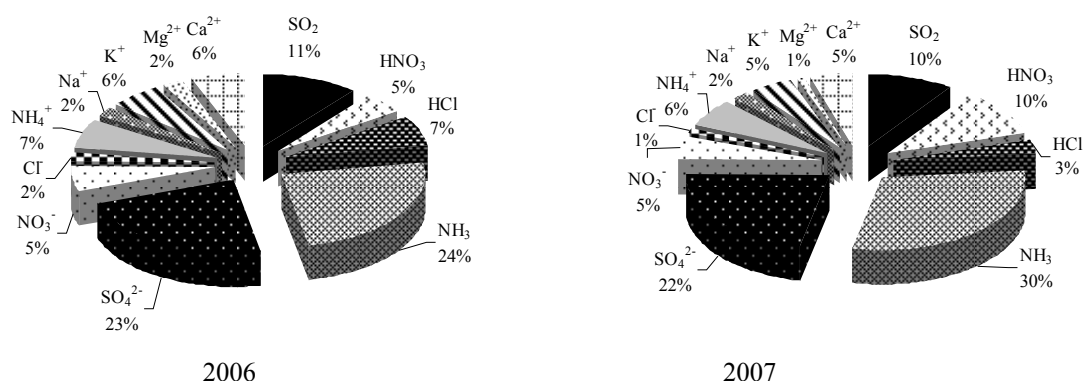 SO₂
11%
HNO₃
5%
HCl
7%
NH₃
24%
SO₄²⁻
23%
NO₃⁻
5%
Cl⁻
2%
NH₄⁺
7%
Na⁺
2%
K⁺
6%
Mg²⁺
2%
Ca²⁺
6%
2006
SO₂
10%
HNO₃
10%
HCl
3%
NH₃
30%
SO₄²⁻
22%
NO₃⁻
5%
Cl⁻
1%
NH₄⁺
6%
Na⁺
2%
K⁺
5%
Mg²⁺
1%
Ca²⁺
5%
2007